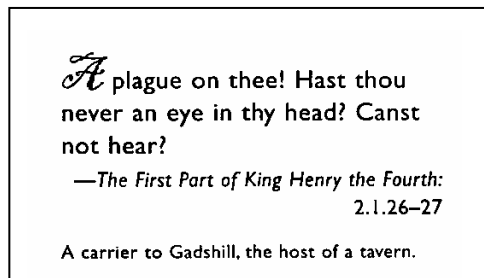 A plague on thee! Hast thou
never an eye in thy head? Canst
not hear?
—The First Part of King Henry the Fourth:
2.1.26–27
A carrier to Gadshill, the host of a tavern.